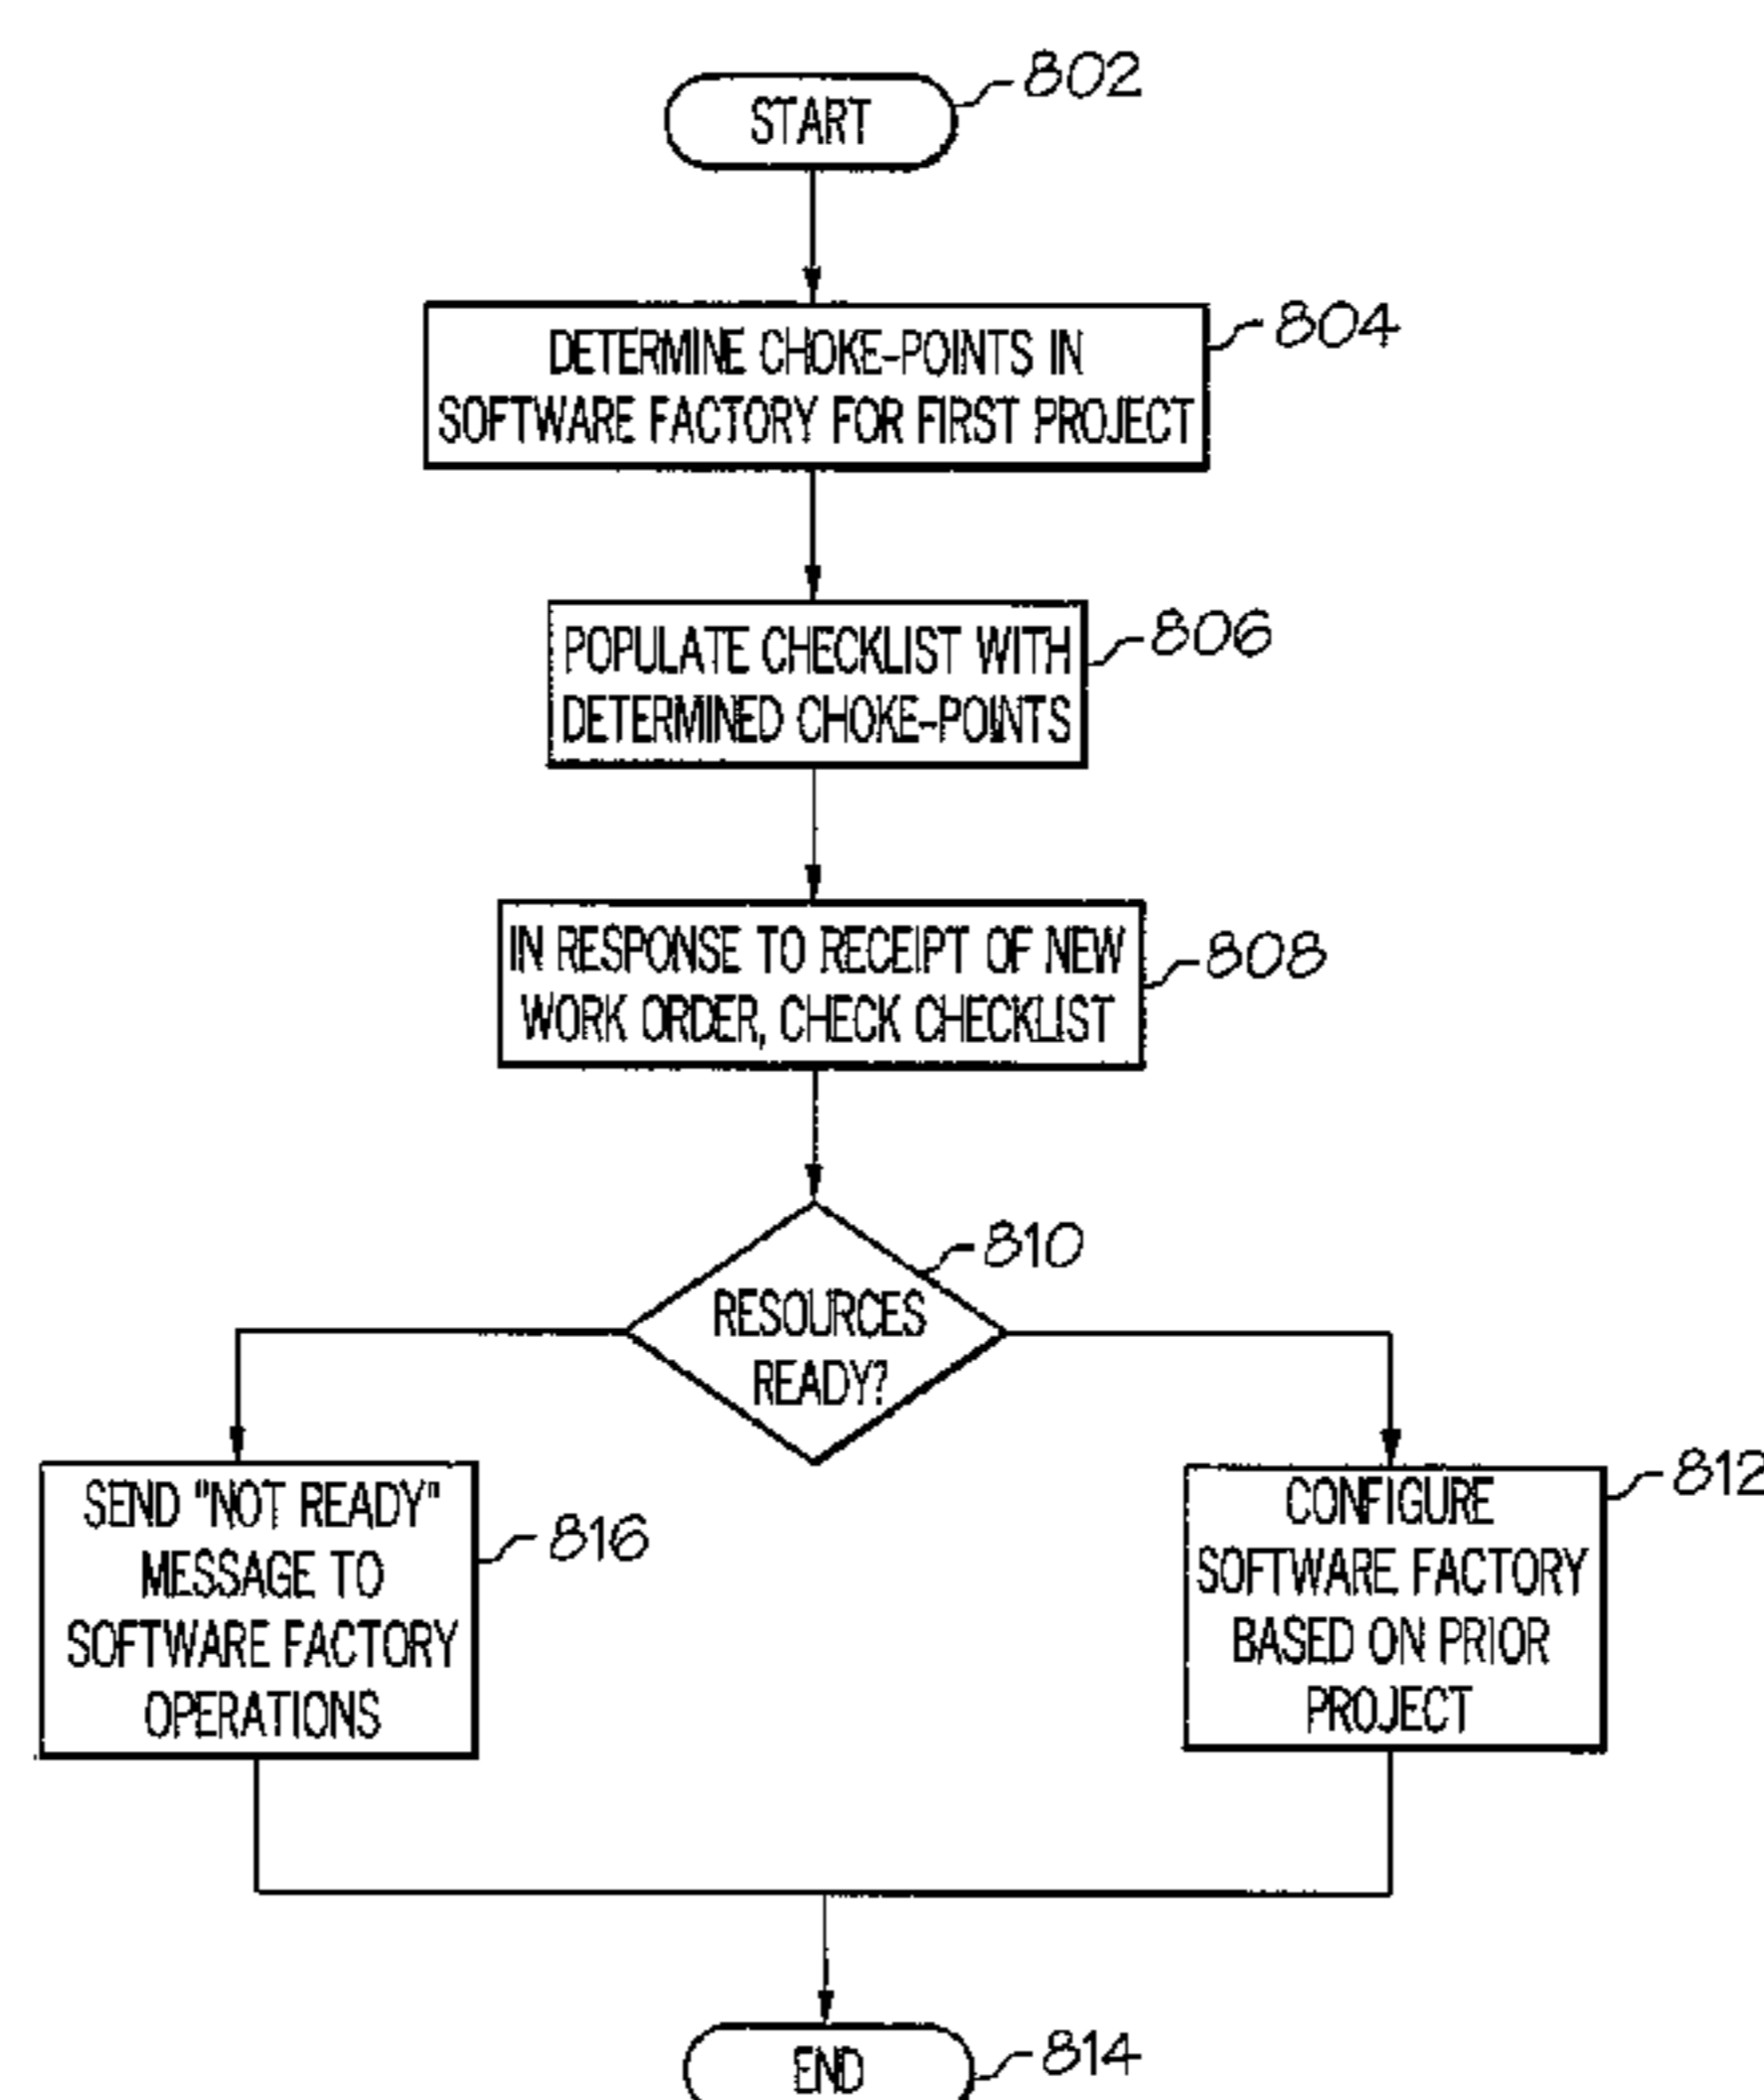 START
802
DETERMINE CHOKE-POINTS IN
SOFTWARE FACTORY FOR FIRST PROJECT
804
POPULATE CHECKLIST WITH
DETERMINED CHOKE-POINTS
806
IN RESPONSE TO RECEIPT OF NEW
WORK ORDER, CHECK CHECKLIST
808
RESOURCES
READY?
810
SEND "NOT READY"
MESSAGE TO
SOFTWARE FACTORY
OPERATIONS
816
CONFIGURE
SOFTWARE FACTORY
BASED ON PRIOR
PROJECT
812
END
814